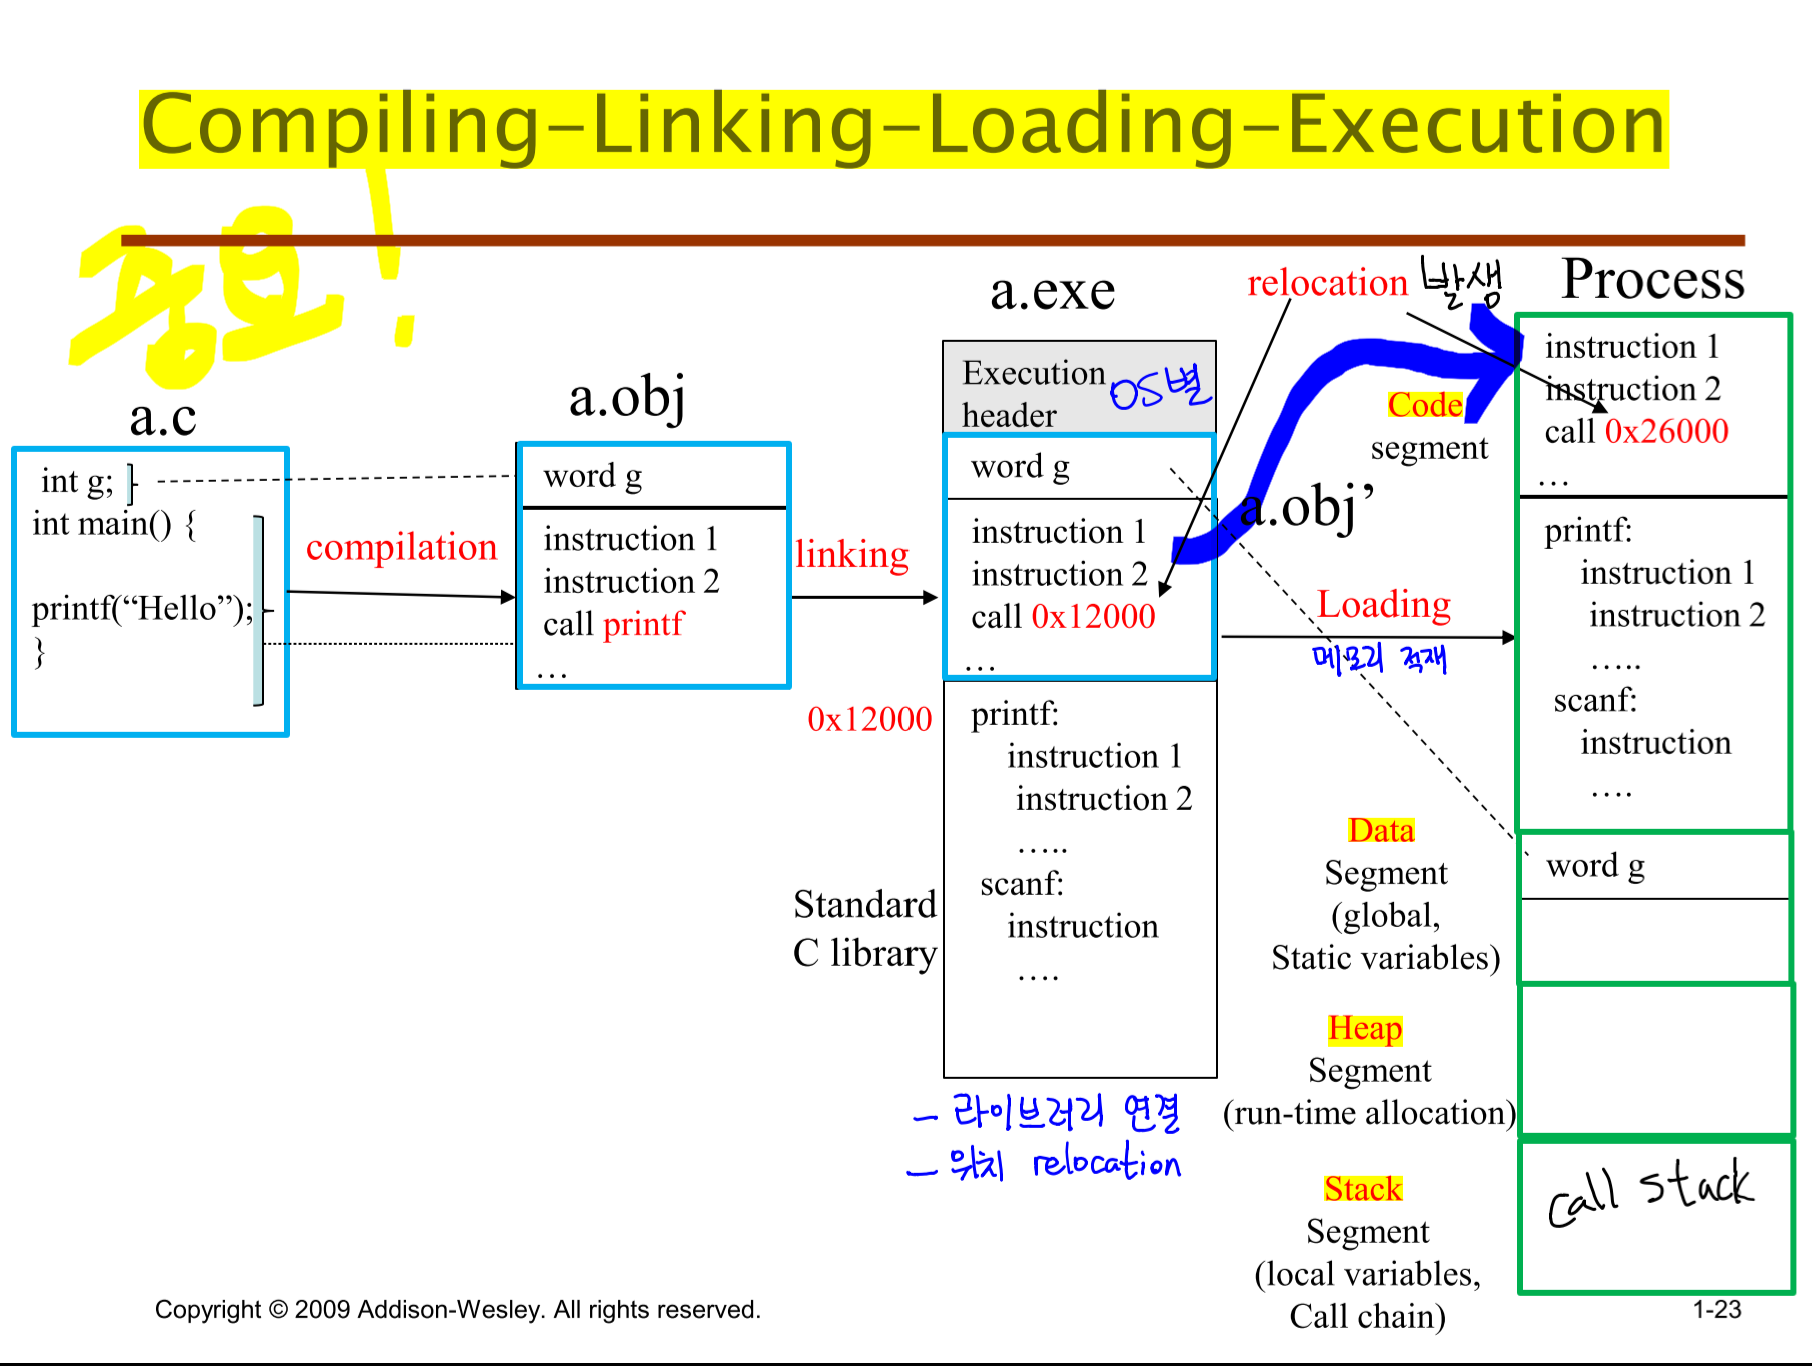 Compiling-Linking-Loading-Execution
중요!
a.c
int g;
int main() {
printf(“Hello”);
}
compilation
a.obj
word g
instruction 1
instruction 2
call printf
…
linking
a.exe
Execution
header
OS별
word g
instruction 1
instruction 2
call 0x12000
…
a.obj’
0x12000
printf:
instruction 1
instruction 2
…..
scanf:
instruction
….
Standard
C library
- 라이브러리 연결
- 위치 relocation
relocation 발생
Loading
메모리 적재
Process
Code
segment
instruction 1
instruction 2
call 0x26000
…
printf:
instruction 1
instruction 2
…..
scanf:
instruction
….
Data
Segment
(global,
Static variables)
word g
Heap
Segment
(run-time allocation)
Stack
Segment
(local variables,
Call chain)
call stack
Copyright © 2009 Addison-Wesley. All rights reserved.
1-23